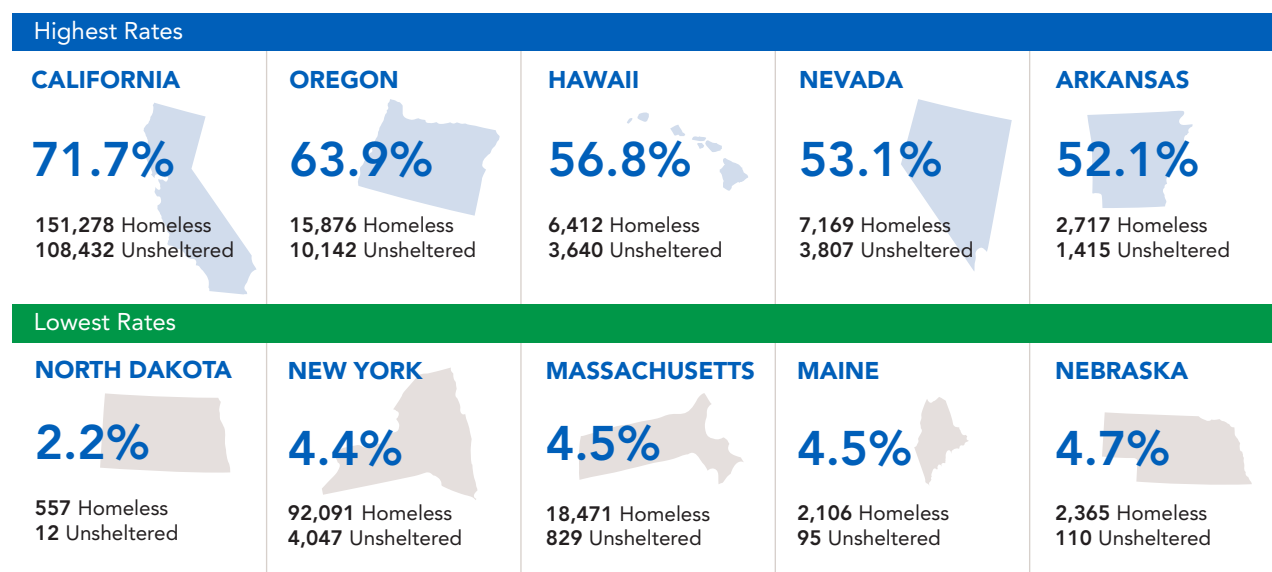 Highest Rates
CALIFORNIA
71.7%
151,278 Homeless
108,432 Unsheltered
OREGON
63.9%
15,876 Homeless
10,142 Unsheltered
HAWAII
56.8%
6,412 Homeless
3,640 Unsheltered
NEVADA
53.1%
7,169 Homeless
3,807 Unsheltered
ARKANSAS
52.1%
2,717 Homeless
1,415 Unsheltered
Lowest Rates
NORTH DAKOTA
2.2%
557 Homeless
12 Unsheltered
NEW YORK
4.4%
92,091 Homeless
4,047 Unsheltered
MASSACHUSETTS
4.5%
18,471 Homeless
829 Unsheltered
MAINE
4.5%
2,106 Homeless
95 Unsheltered
NEBRASKA
4.7%
2,365 Homeless
110 Unsheltered